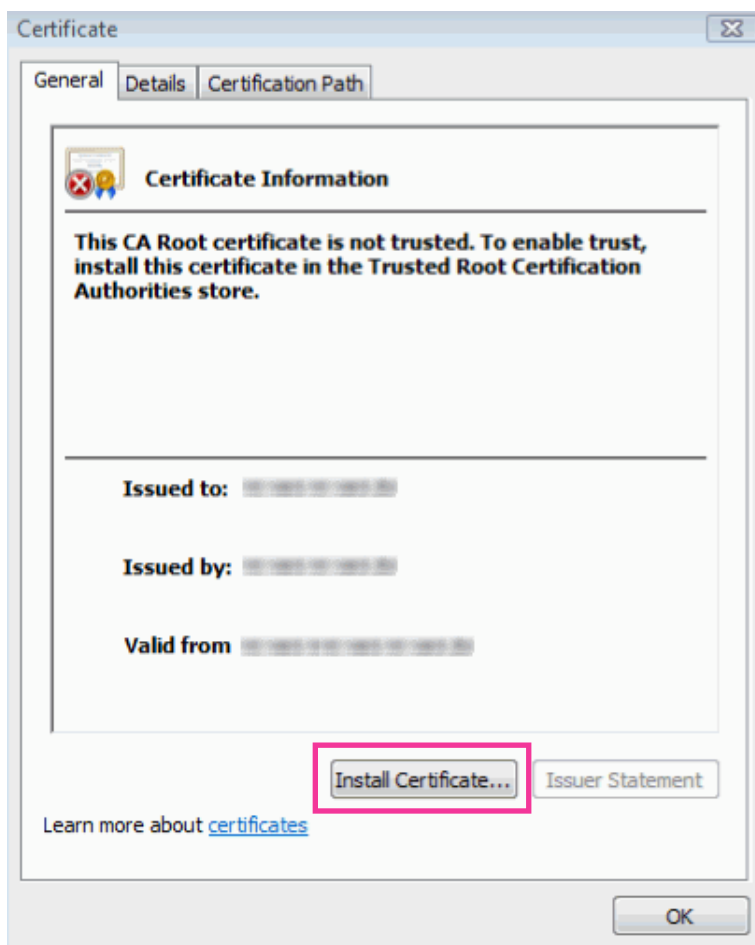 Certificate
General Details Certification Path
Certificate Information
This CA Root certificate is not trusted. To enable trust,
install this certificate in the Trusted Root Certification
Authorities store.
Issued to:
Issued by:
Valid from
Install Certificate... Issuer Statement
Learn more about certificates
OK